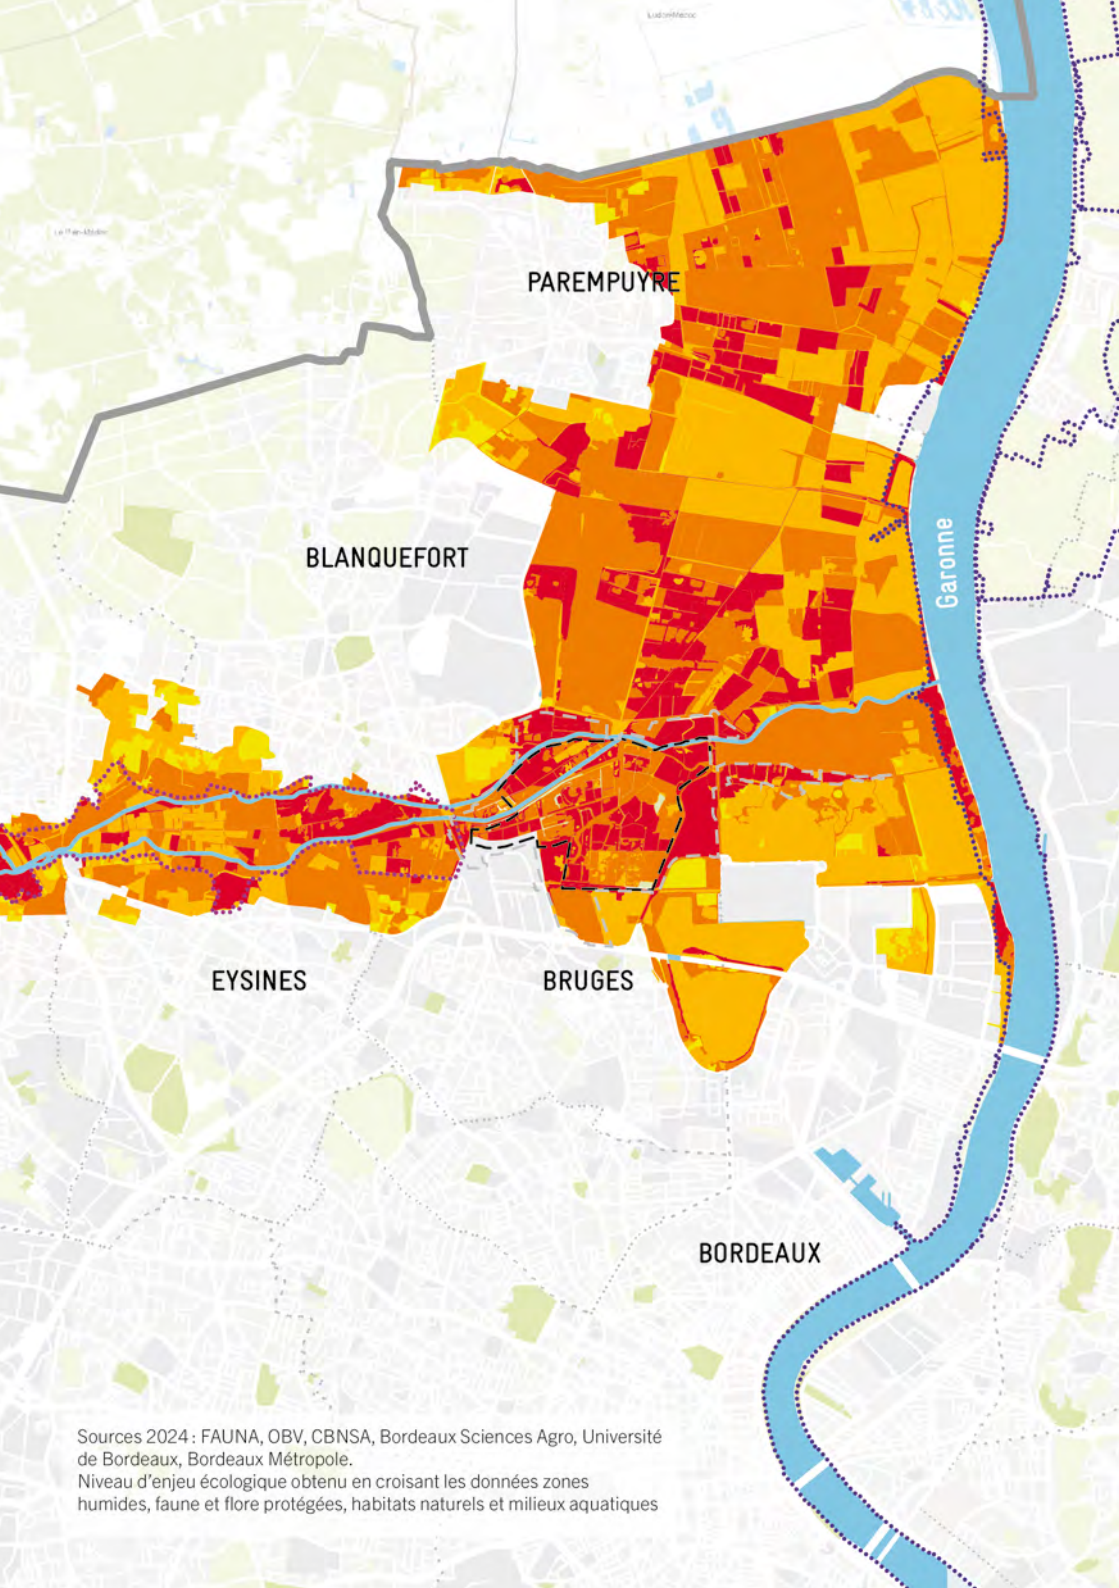 PAREMPUYRE
BLANQUEFORT
Garonne
EYSINES
BRUGES
BORDEAUX
Sources 2024 : FAUNA, OBV, CBNSA, Bordeaux Sciences Agro, Université
de Bordeaux, Bordeaux Métropole.
Niveau d'enjeu écologique obtenu en croisant les données zones
humides, faune et flore protégées, habitats naturels et milieux aquatiques